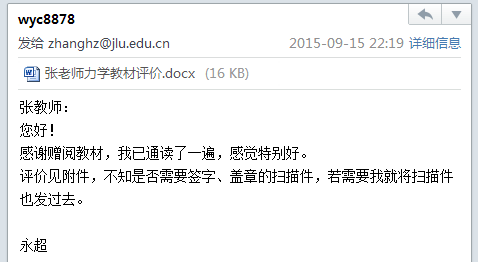 wyc8878
发给 zhanghz@jlu.edu.cn 2015-09-15 22:19 详细信息
张老师力学教材评价.docx (16 KB)
张教师：
您好！
感谢赠阅教材，我已通读了一遍，感觉特别好。
评价见附件，不知是否需要签字、盖章的扫描件，若需要我就将扫描件
也发过去。
永超